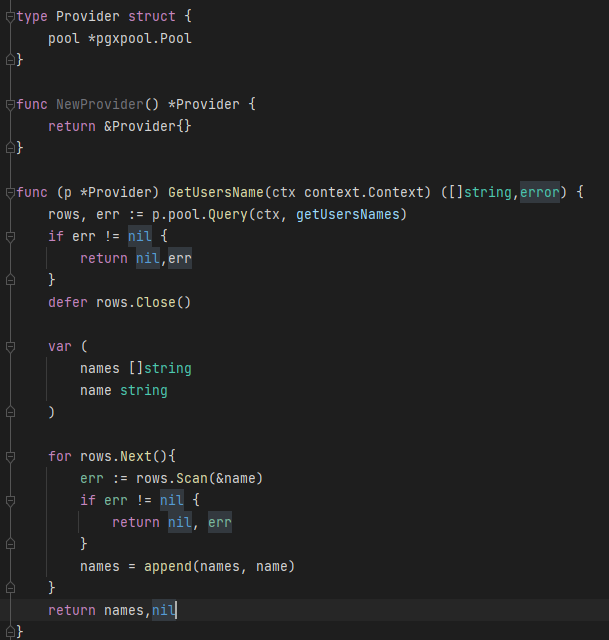 type Provider struct {
    pool *pgxpool.Pool
}

func NewProvider() *Provider {
    return &Provider{}
}

func (p *Provider) GetUsersName(ctx context.Context) ([]string,error) {
    rows, err := p.pool.Query(ctx, getUsersNames)
    if err != nil {
        return nil,err
    }
    defer rows.Close()

    var (
        names []string
        name string
    )

    for rows.Next(){
        err := rows.Scan(&name)
        if err != nil {
            return nil, err
        }
        names = append(names, name)
    }
    return names,nil
}